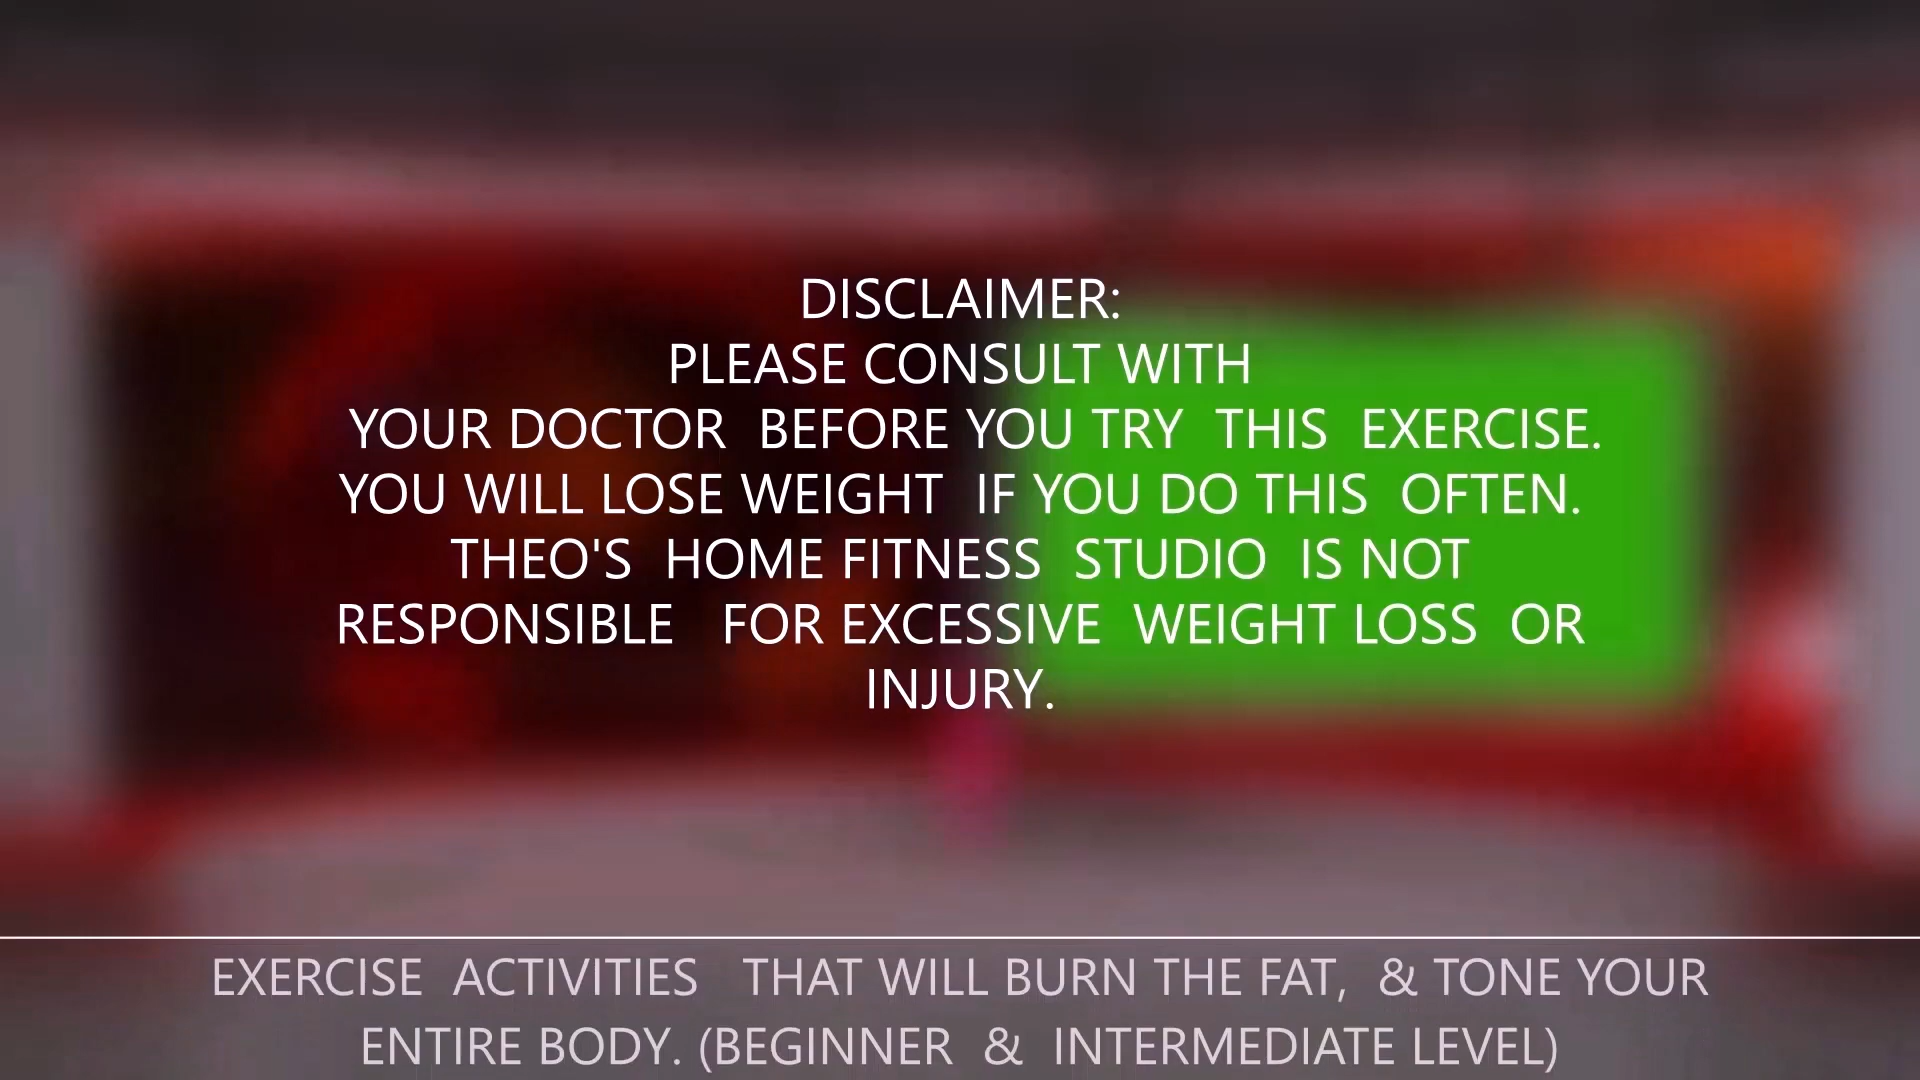 DISCLAIMER:
PLEASE CONSULT WITH
YOUR DOCTOR BEFORE YOU TRY THIS EXERCISE.
YOU WILL LOSE WEIGHT IF YOU DO THIS OFTEN.
THEO'S HOME FITNESS STUDIO IS NOT
RESPONSIBLE FOR EXCESSIVE WEIGHT LOSS OR
INJURY.
EXERCISE ACTIVITIES THAT WILL BURN THE FAT, & TONE YOUR
ENTIRE BODY. (BEGINNER & INTERMEDIATE LEVEL)